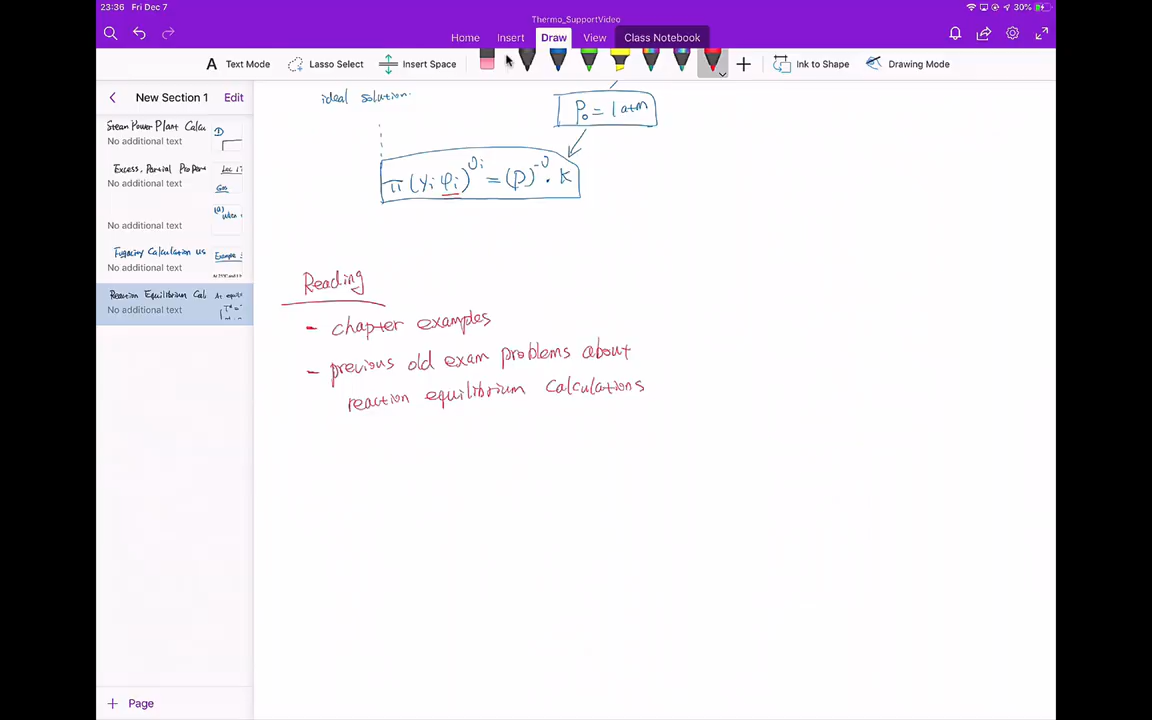 23:36 Fri Dec 7
30%
Thermo_SupportVideo
Home Insert Draw View Class Notebook
A Text Mode Lasso Select Insert Space Ink to Shape Drawing Mode
New Section 1 Edit
Steam Power Plant Calcu
No additional text
Excess, Partial Proper
No additional text
No additional text
Fugacity Calculation us
No additional text
Reaction Equilibrium Cal
No additional text
Page
ideal solution.
P₀ = 1 atm
π(yᵢ φᵢ)^υᵢ = (P)^-υ · K
Reading
- chapter examples
- previous old exam problems about
reaction equilibrium calculations